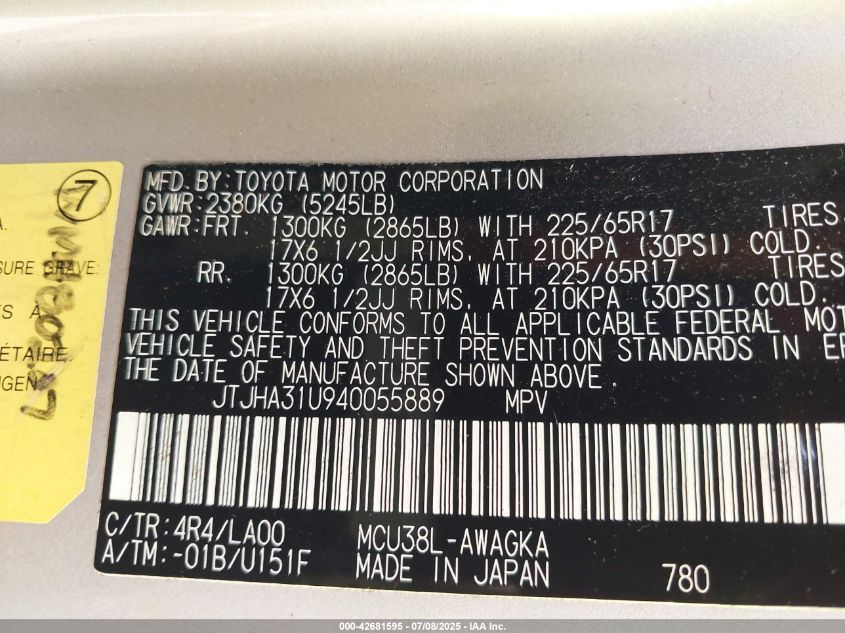 7
A.
SURE GRAVE.
S À
ÉTAIRE.
UGEN
MFD. BY: TOYOTA MOTOR CORPORATION
GVWR: 2380KG (5245LB)
GAWR: FRT. 1300KG (2865LB) WITH 225/65R17 TIRES
17X6 1/2JJ RIMS, AT 210KPA (30PSI) COLD.
RR. 1300KG (2865LB) WITH 225/65R17 TIRES
17X6 1/2JJ RIMS, AT 210KPA (30PSI) COLD.
THIS VEHICLE CONFORMS TO ALL APPLICABLE FEDERAL MOT
VEHICLE SAFETY AND THEFT PREVENTION STANDARDS IN EF
THE DATE OF MANUFACTURE SHOWN ABOVE.
JTJHA31U940055889 MPV
C/TR: 4R4/LA00 MCU38L-AWAGKA
A/TM: -01B/U151F MADE IN JAPAN 780
000-42681595 - 07/08/2025 - IAA Inc.